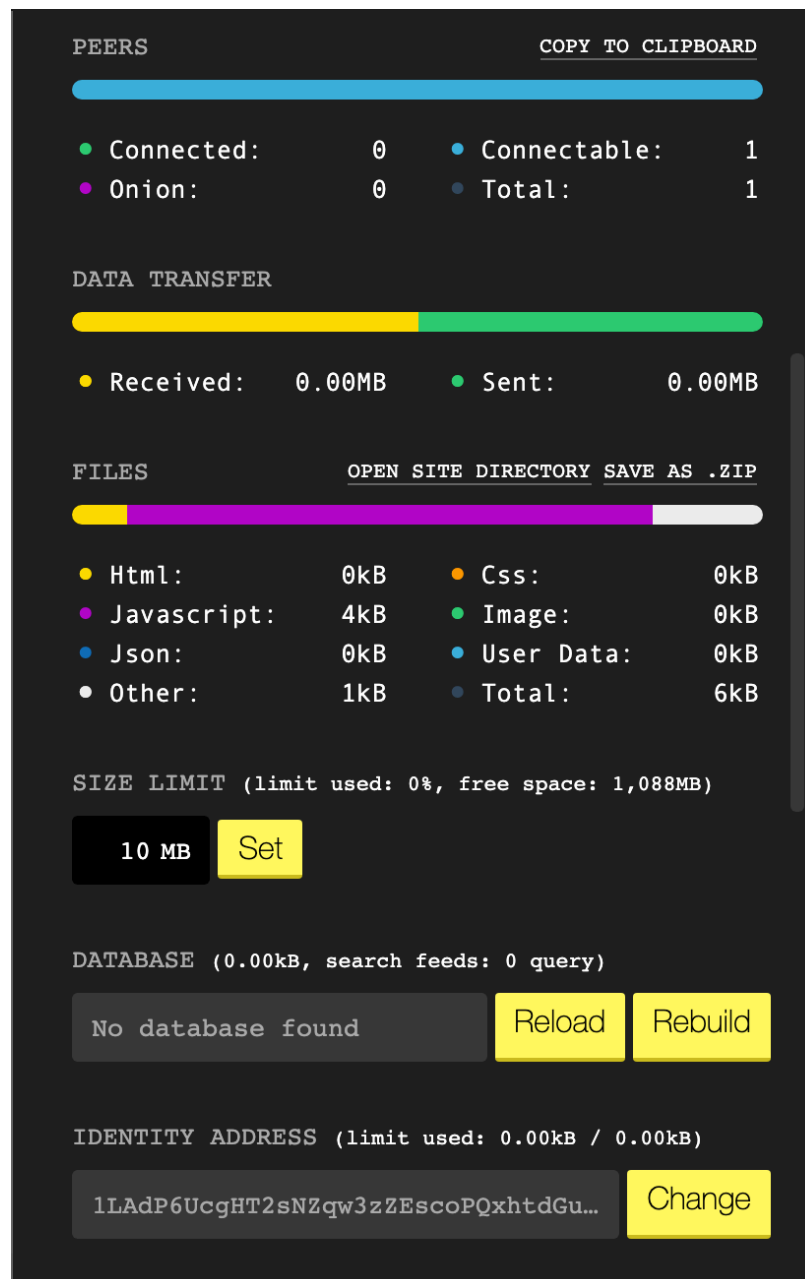 PEERS COPY TO CLIPBOARD
Connected: 0 Connectable: 1
Onion: 0 Total: 1
DATA TRANSFER
Received: 0.00MB Sent: 0.00MB
FILES OPEN SITE DIRECTORY SAVE AS .ZIP
Html: 0kB Css: 0kB
Javascript: 4kB Image: 0kB
Json: 0kB User Data: 0kB
Other: 1kB Total: 6kB
SIZE LIMIT (limit used: 0%, free space: 1,088MB)
10 MB Set
DATABASE (0.00kB, search feeds: 0 query)
No database found Reload Rebuild
IDENTITY ADDRESS (limit used: 0.00kB / 0.00kB)
1LAdP6UcgHT2sNZqw3zZEscoPQxhtdGu… Change